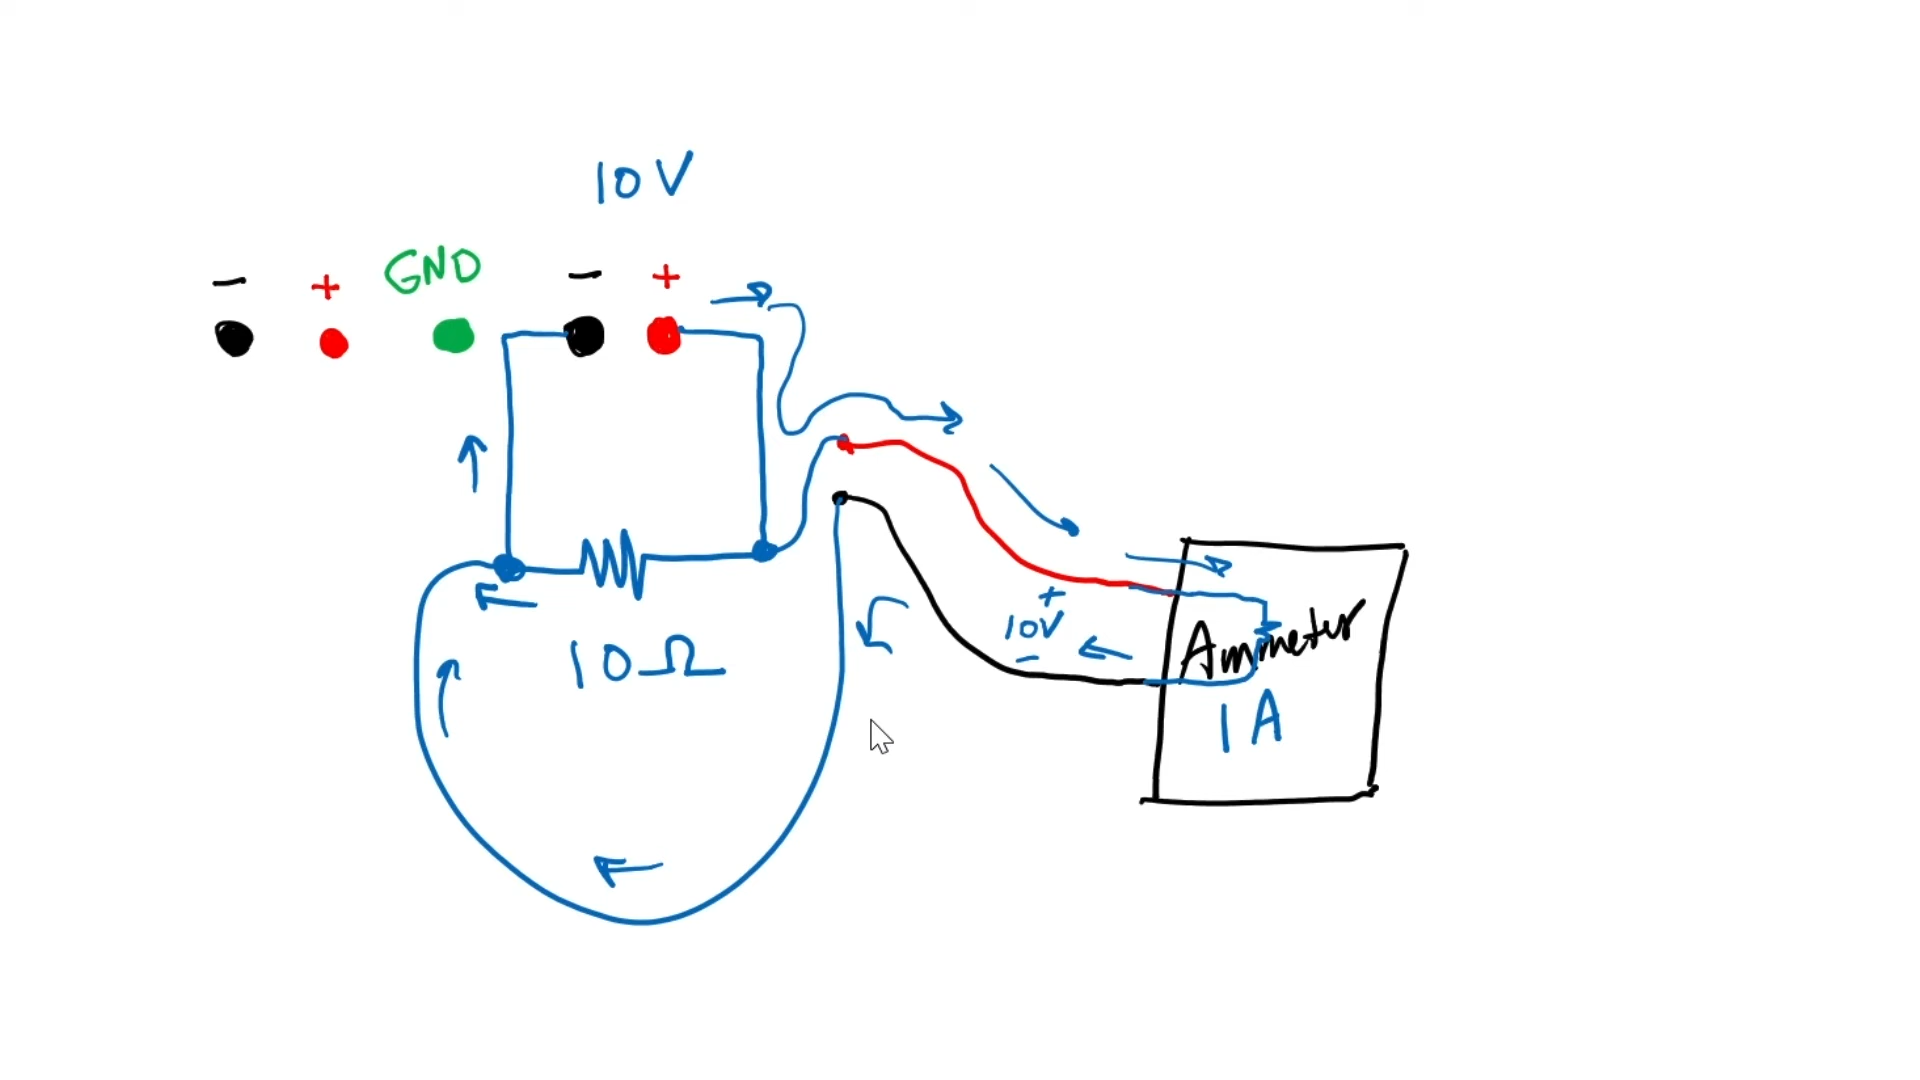 10V
- + GND - +
+
10V
-
Ammeter
10Ω
1A